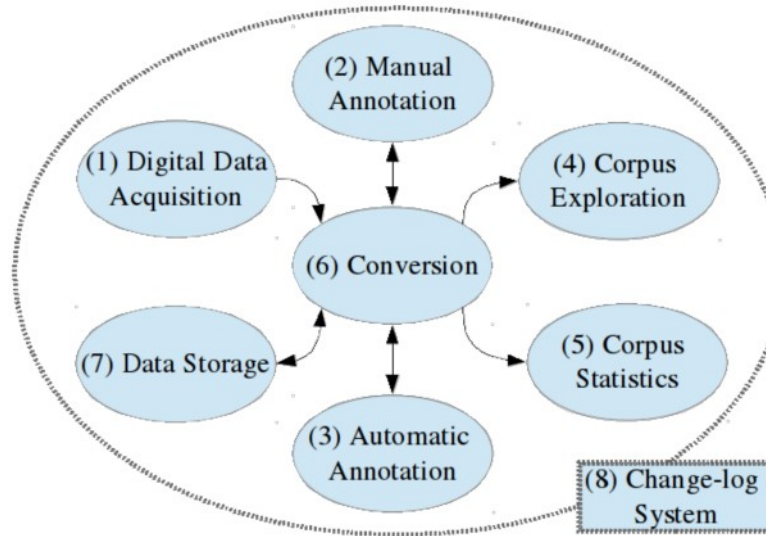 (2) Manual
Annotation
(1) Digital Data
Acquisition
(4) Corpus
Exploration
(6) Conversion
(7) Data Storage
(5) Corpus
Statistics
(3) Automatic
Annotation
(8) Change-log
System